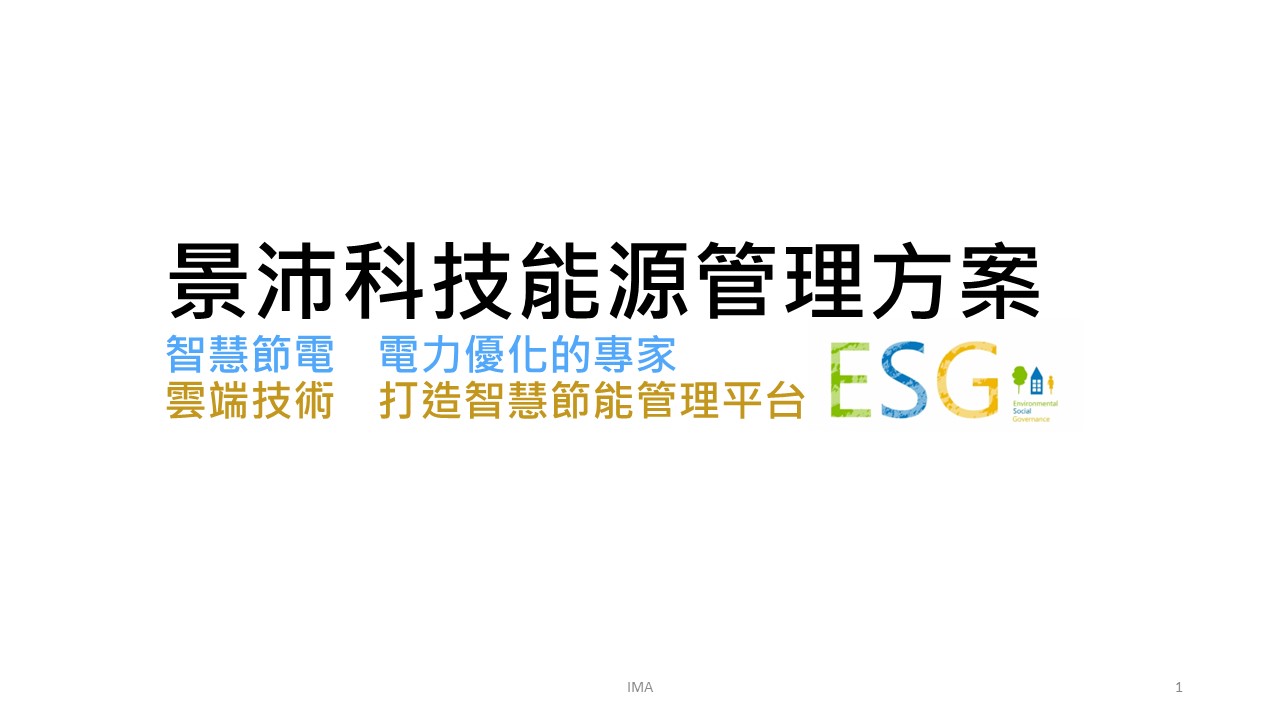 景沛科技能源管理方案
智慧節電　電力優化的專家
雲端技術　打造智慧節能管理平台
ESG
Environmental
Social
Governance
IMA
1